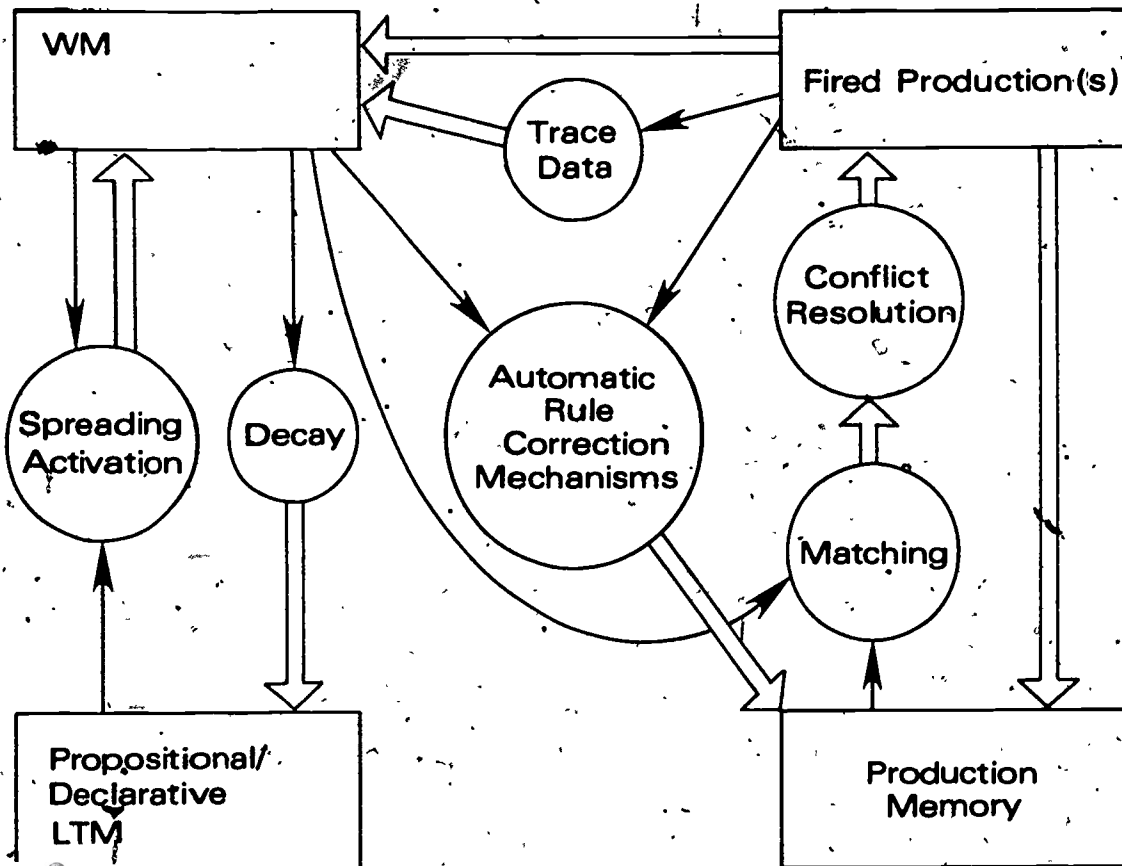 WM
Fired Production(s)
Trace
Data
Conflict
Resolution
Automatic
Rule
Correction
Mechanisms
Spreading
Activation
Decay
Matching
Propositional/
Declarative
LTM
Production
Memory